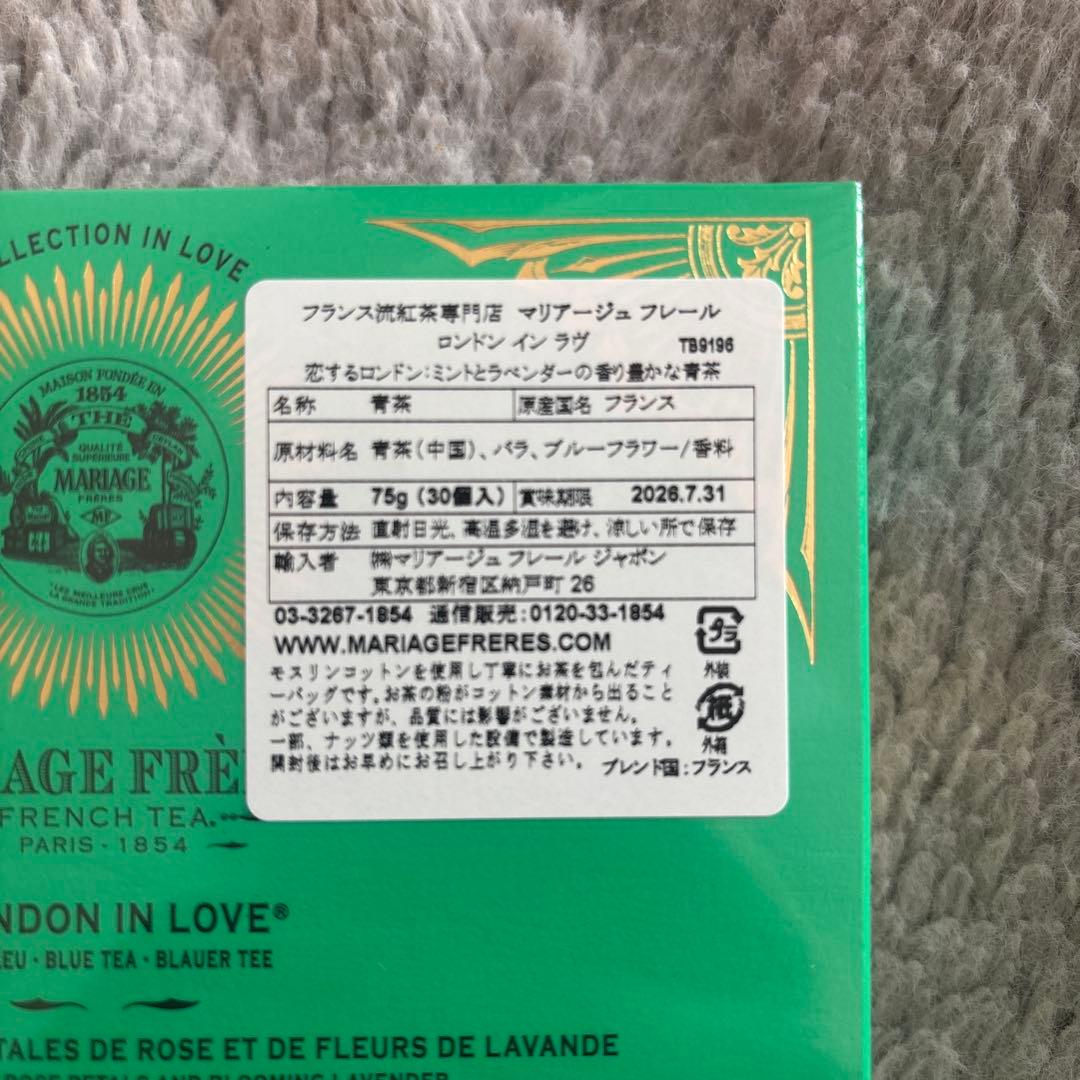 LLECTION IN LOVE
MAISON FONDÉE EN
1854
THÉ
QUALITÉ
SUPÉRIEURE
MARIAGE
FRÈRES
MF
"LES MEILLEURS CRUS
LA GRANDE TRADITION"
フランス流紅茶専門店 マリアージュ フレール
ロンドン イン ラヴ TB9196
恋するロンドン:ミントとラベンダーの香り豊かな青茶
名称 青茶 原産国名 フランス
原材料名 青茶(中国)、バラ、ブルーフラワー/香料
内容量 75g (30個入) 賞味期限 2026.7.31
保存方法 直射日光、高温多湿を避け、涼しい所で保存
輸入者 ㈱マリアージュ フレール ジャポン
東京都新宿区納戸町 26
03-3267-1854 通信販売:0120-33-1854
WWW.MARIAGEFRERES.COM
モスリンコットンを使用し丁寧にお茶を包んだティ
ーバッグです。お茶の粉がコットン素材から出ること
がございますが、品質には影響がございません。
一部、ナッツ類を使用した設備で製造しています。
開封後はお早めにお召し上がり下さい。
プラ
外装
紙
外箱
ブレンド国:フランス
AGE FRÈ
FRENCH TEA.
PARIS - 1854
NDON IN LOVE®
EU · BLUE TEA · BLAUER TEE
TALES DE ROSE ET DE FLEURS DE LAVANDE
ROSE PETALS AND BLOOMING LAVENDER